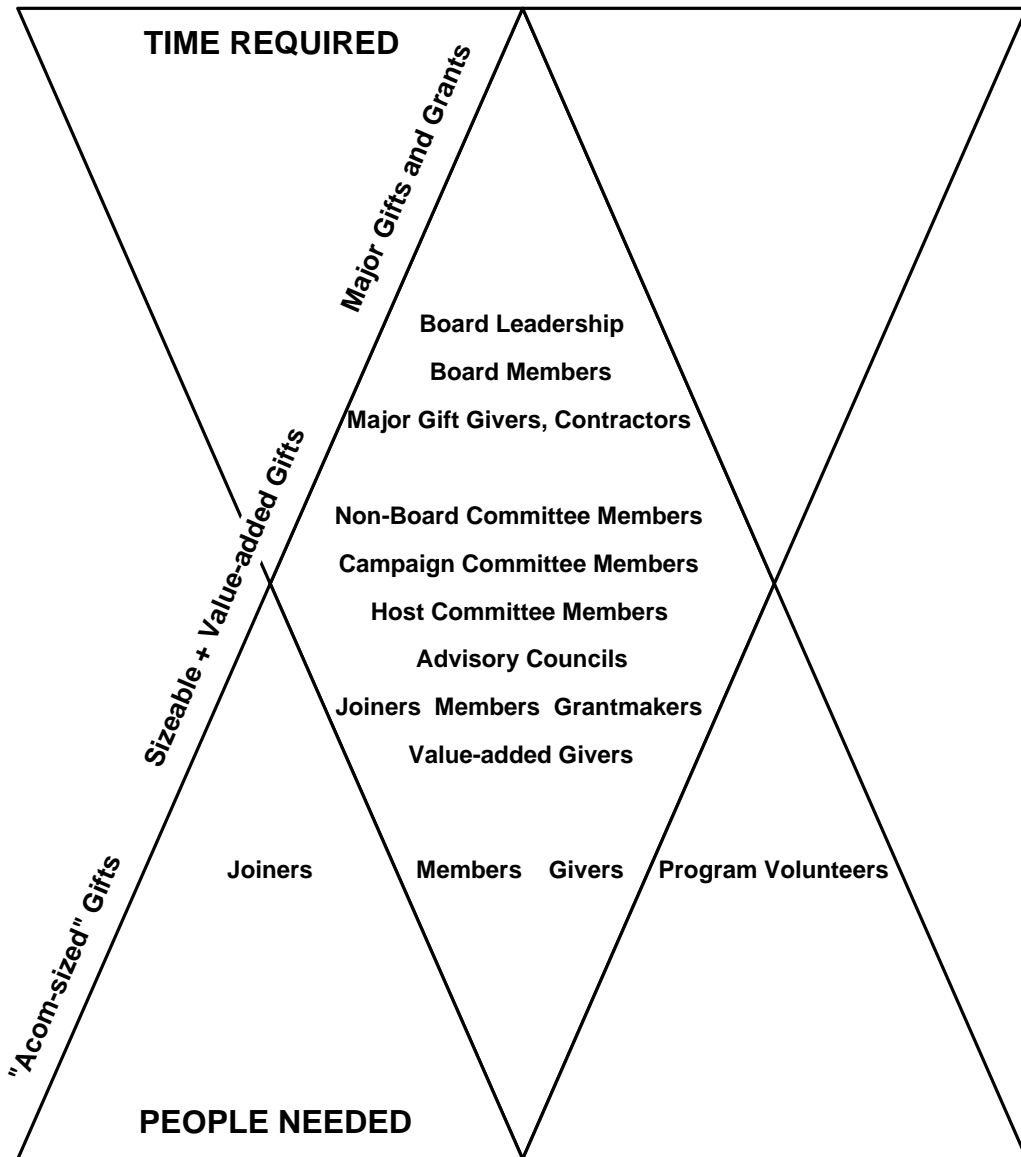 TIME REQUIRED
Major Gifts and Grants
Board Leadership
Board Members
Major Gift Givers, Contractors
Sizeable + Value-added Gifts
Non-Board Committee Members
Campaign Committee Members
Host Committee Members
Advisory Councils
Joiners Members Grantmakers
Value-added Givers
"Acom-sized" Gifts
Joiners Members Givers Program Volunteers
PEOPLE NEEDED